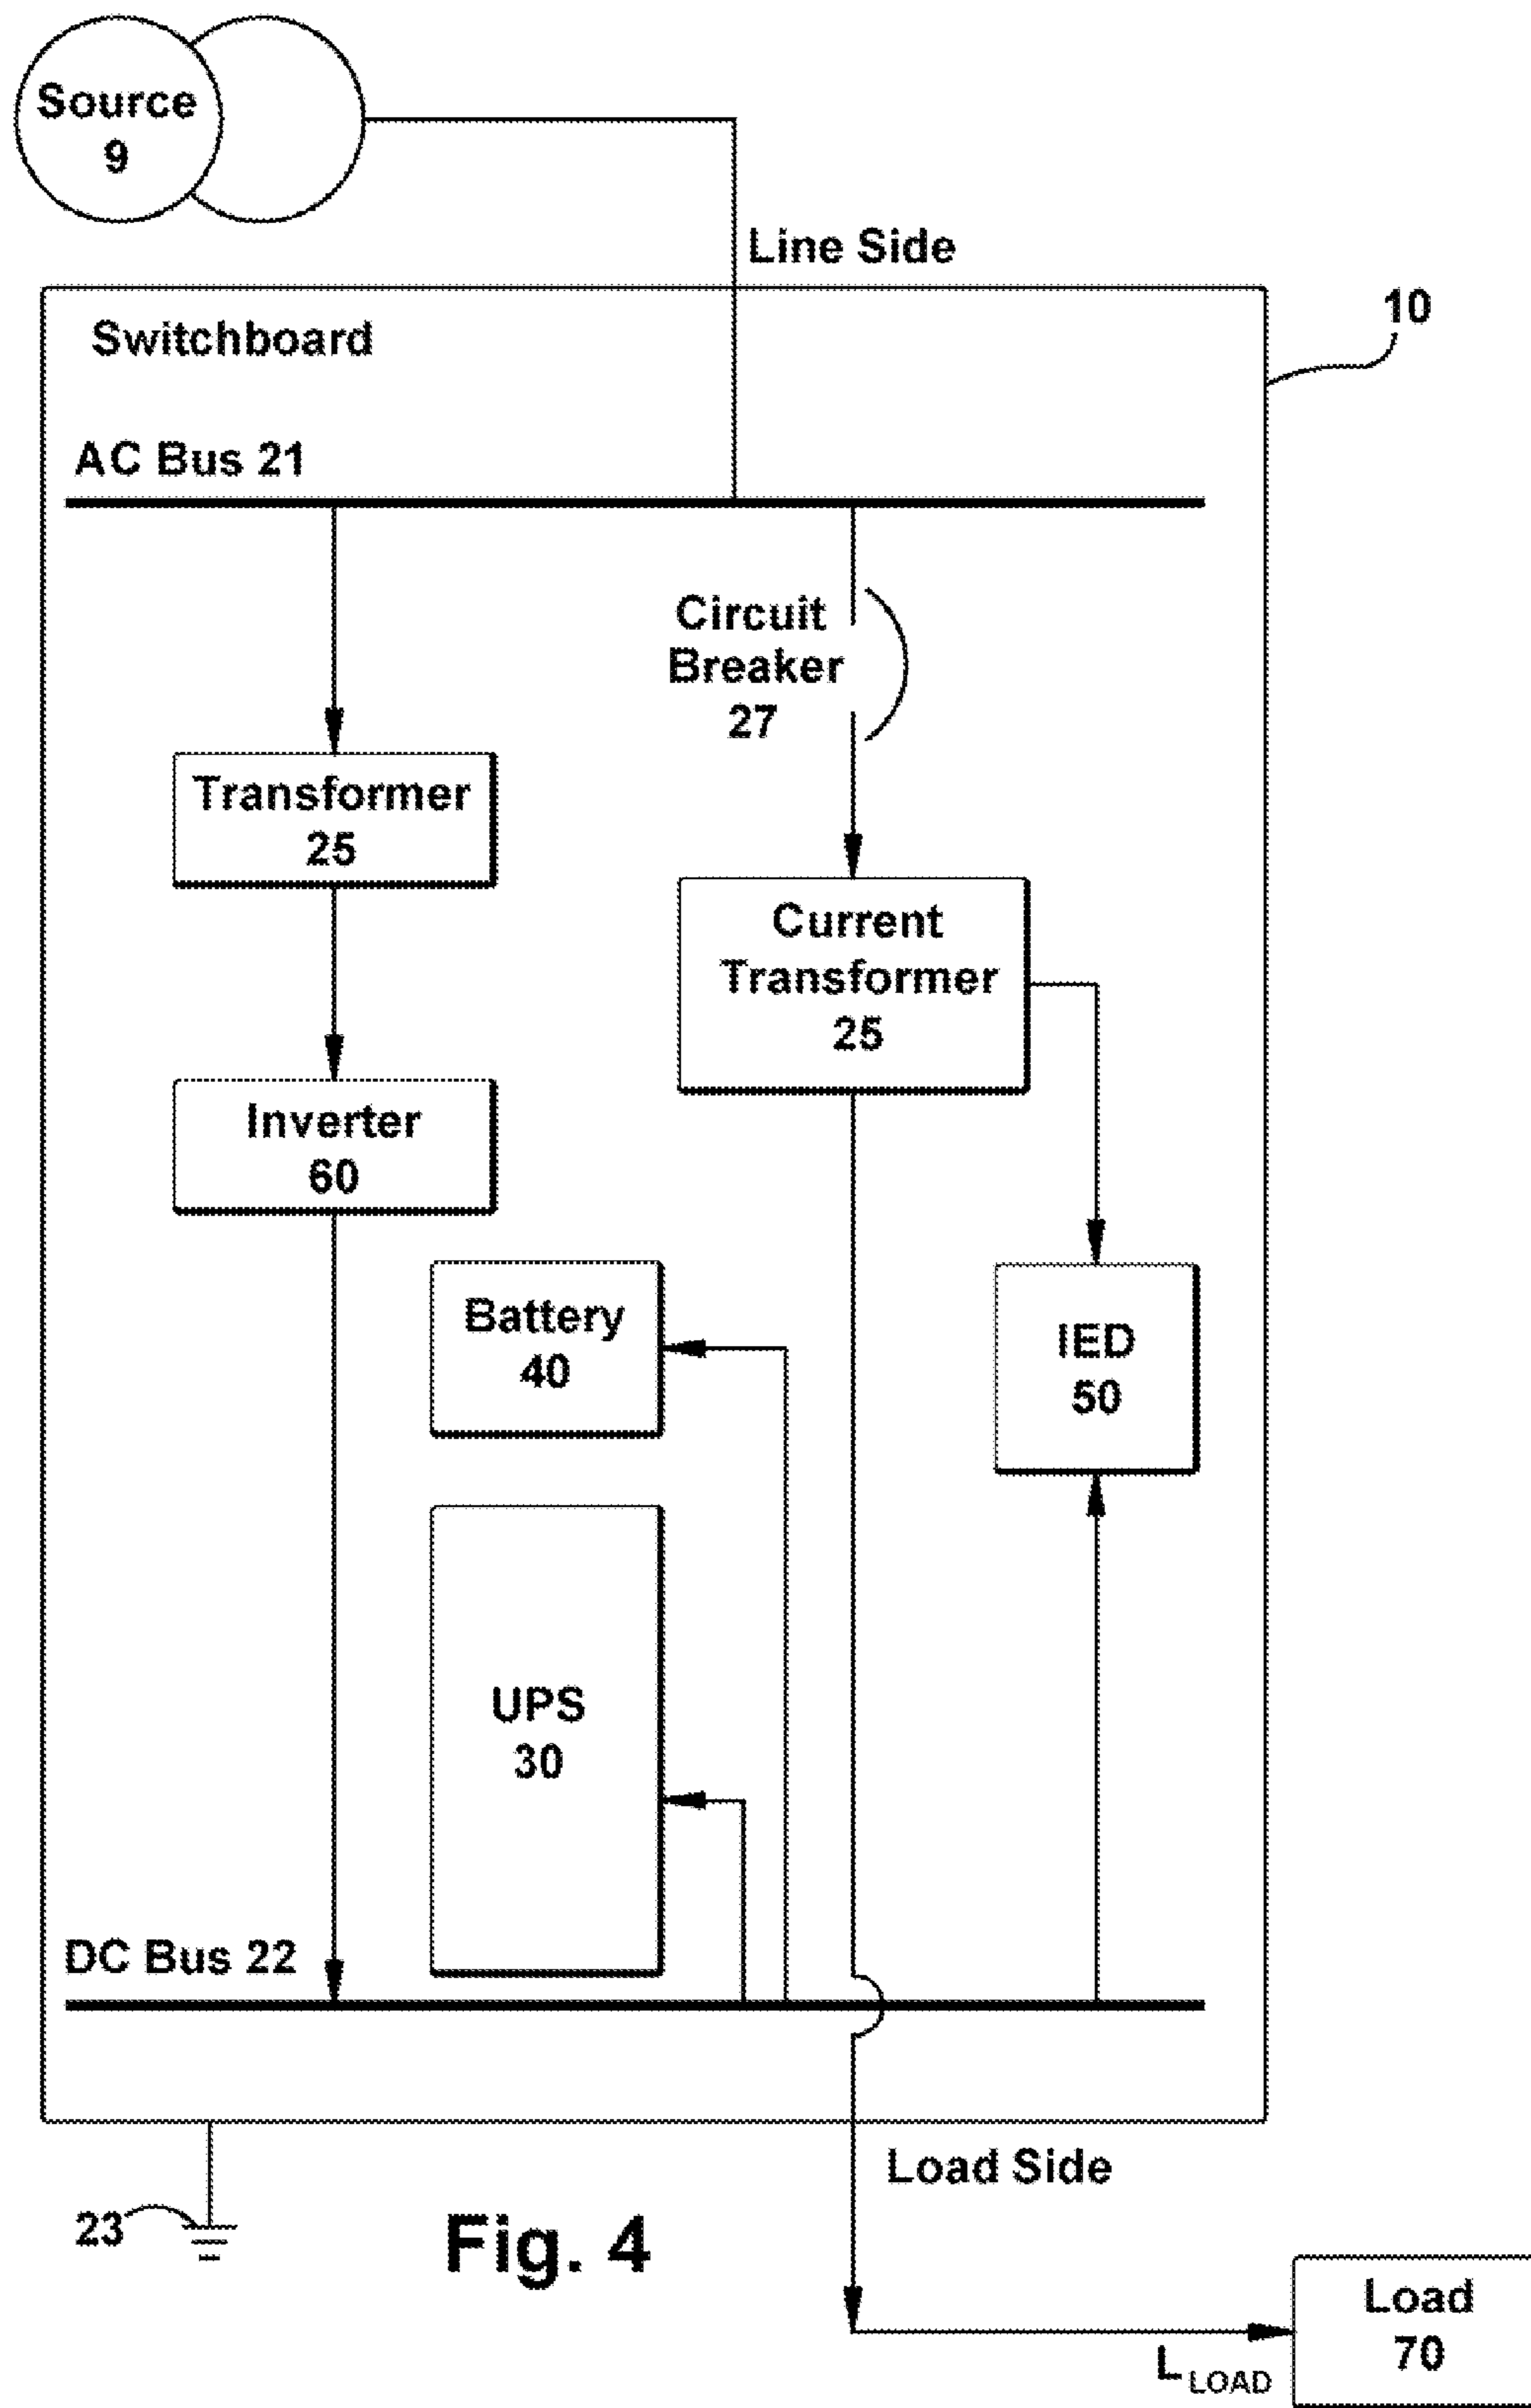 Source
9
Line Side
10
Switchboard
AC Bus 21
Circuit
Breaker
27
Transformer
25
Current
Transformer
25
Inverter
60
Battery
40
IED
50
UPS
30
DC Bus 22
Load Side
23
Fig. 4
Load
70
L LOAD